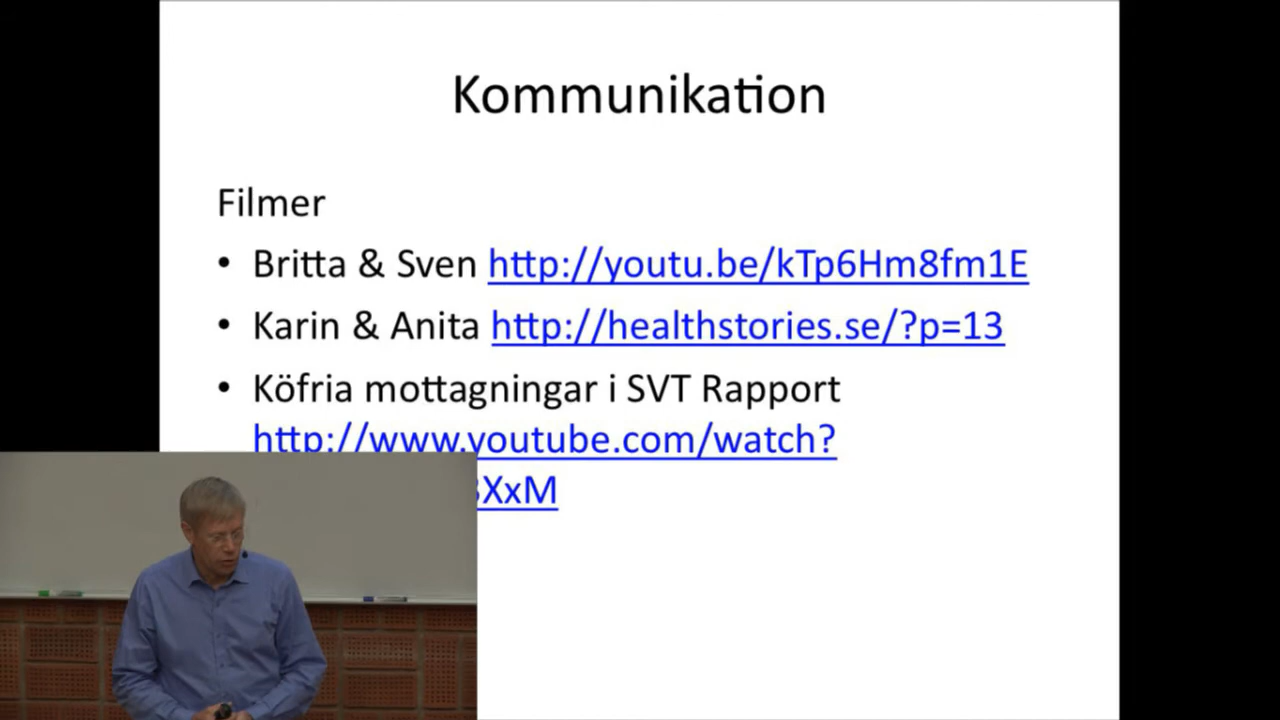 Kommunikation
Filmer
• Britta & Sven http://youtu.be/kTp6Hm8fm1E
• Karin & Anita http://healthstories.se/?p=13
• Köfria mottagningar i SVT Rapport
http://www.youtube.com/watch?
XxM